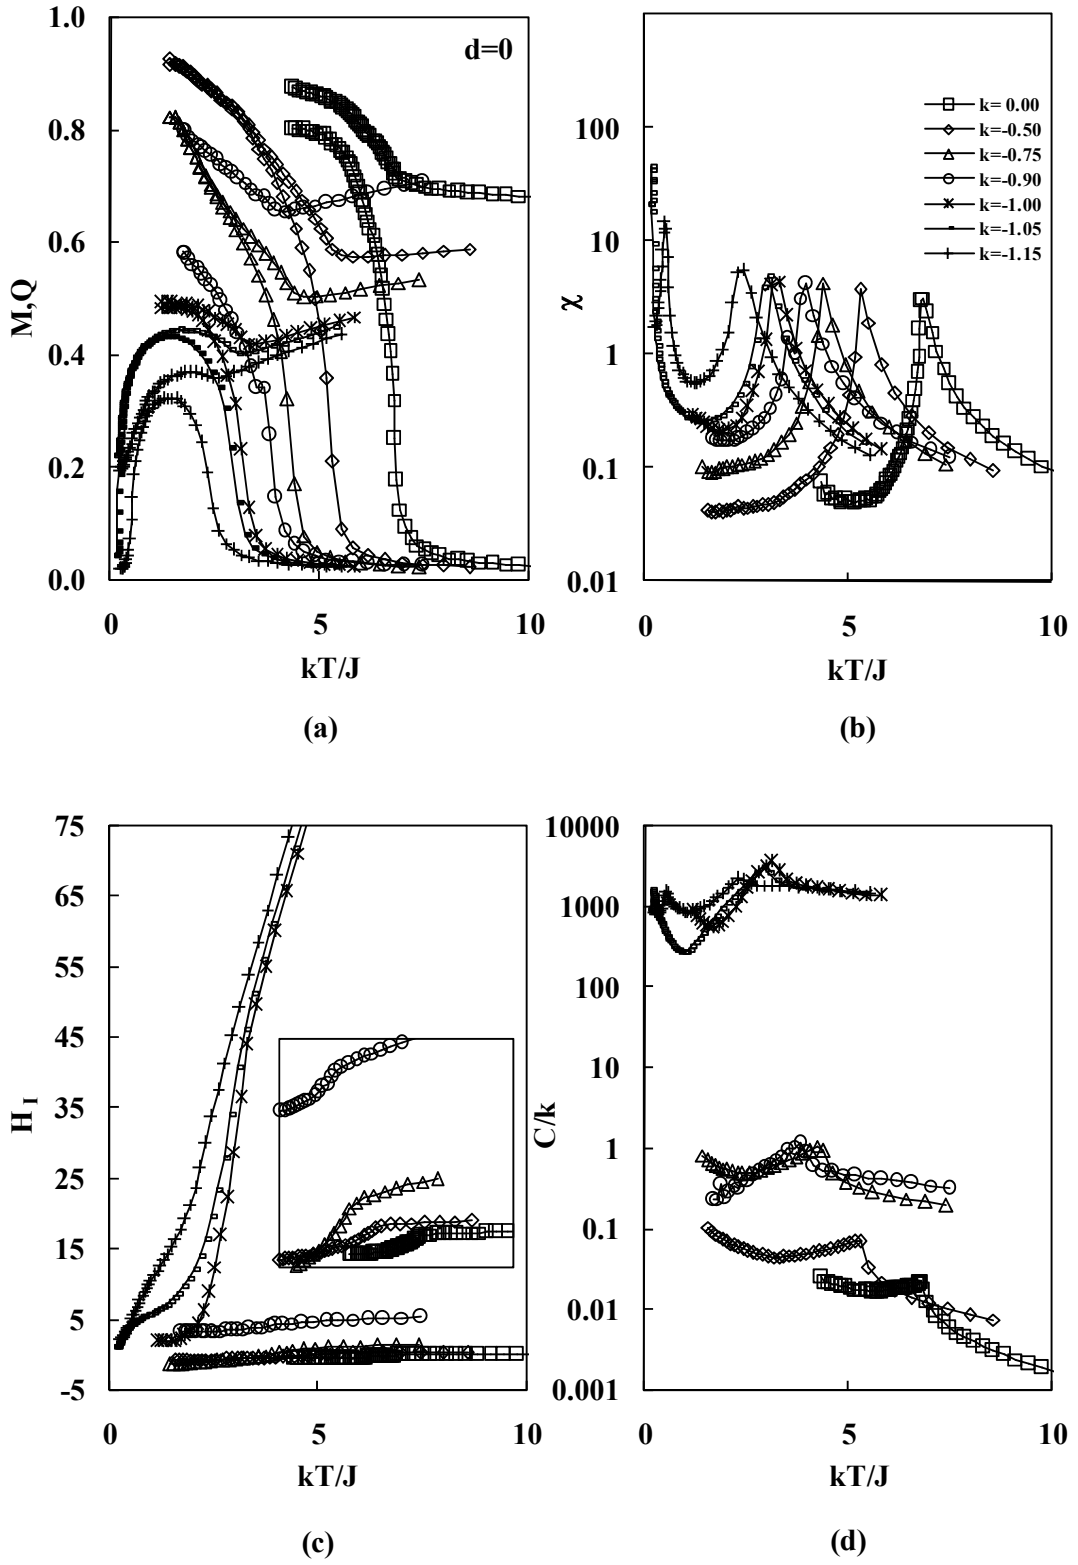 1.0
0.8
0.6
0.4
0.2
0.0
M,Q
d=0
0 5 10
kT/J
(a)
100
10
1
0.1
0.01
χ
k= 0.00
k=-0.50
k=-0.75
k=-0.90
k=-1.00
k=-1.05
k=-1.15
0 5 10
kT/J
(b)
75
65
55
45
35
25
15
5
-5
H1
0 5 10
kT/J
(c)
10000
1000
100
10
1
0.1
0.01
0.001
C/k
0 5 10
kT/J
(d)